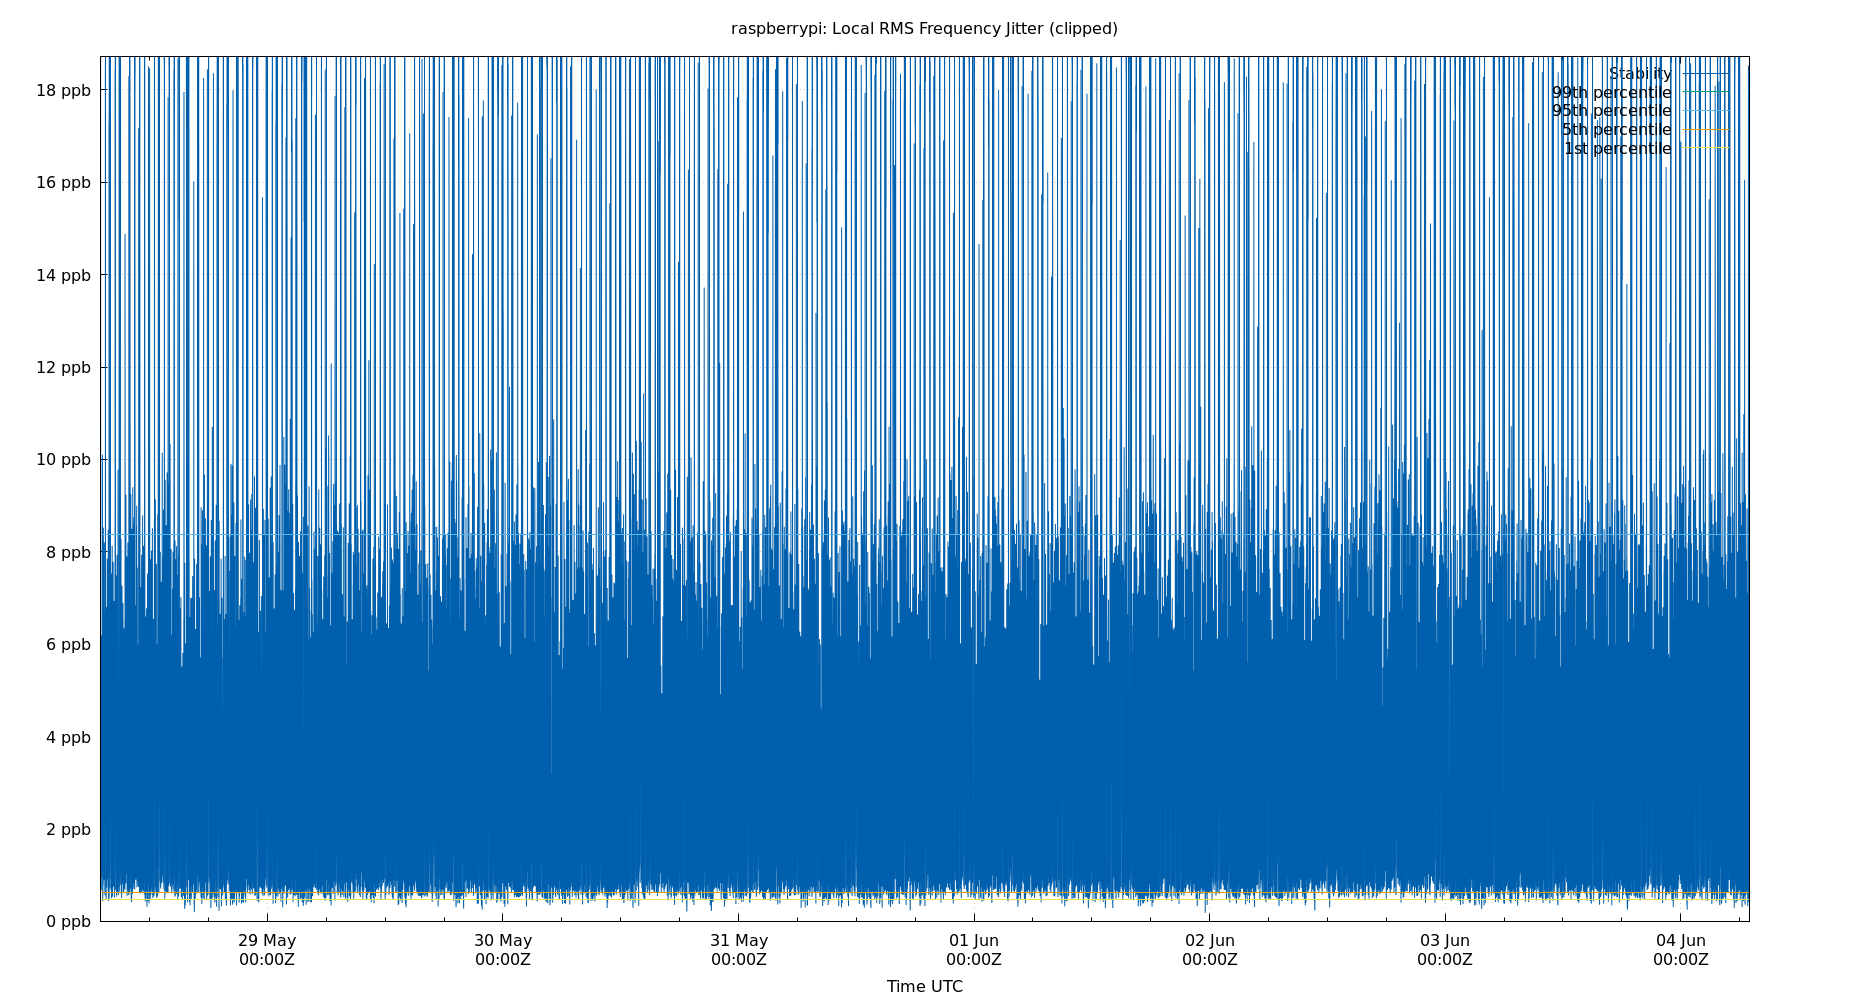 raspberrypi: Local RMS Frequency Jitter (clipped)
Stability
18 ppb
99th percentile
95th percentile
5th percentile
1st percentile
16 ppb
14 ppb
12 ppb
10 ppb
8 ppb
6 ppb
4 ppb
2 ppb
0 ppb
29 May 30 May 31 May 01 Jun 02 Jun 03 Jun 04 Jun
00:00Z 00:00Z 00:00Z 00:00Z 00:00Z 00:00Z 00:00Z
Time UTC